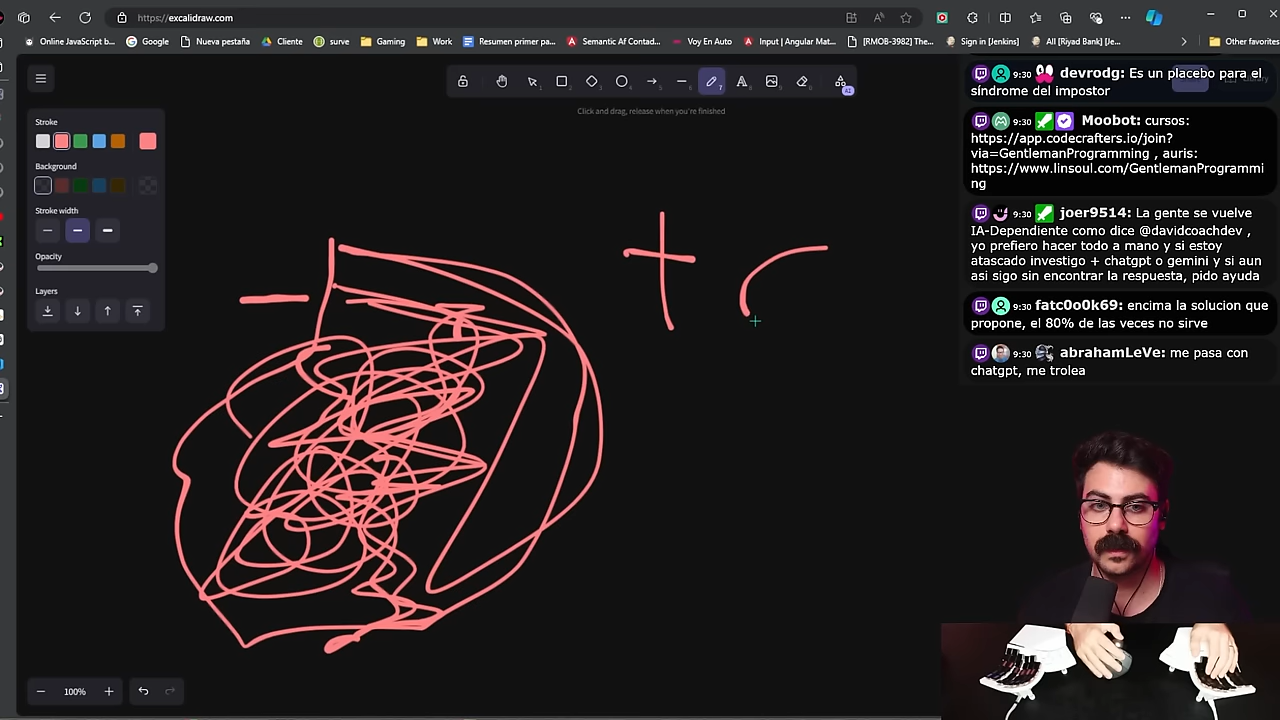 https://excalidraw.com
Online JavaScript b...
Google
Nueva pestaña
Cliente
surve
Gaming
Work
Resumen primer pa...
Semantic Af Contad...
Voy En Auto
Input | Angular Mat...
[RMOB-3982] [The...
Sign in [Jenkins]
All [Riyad Bank] [Je...
Other favorites
Click and drag, release when you're finished
Stroke
Background
Stroke width
Opacity
Layers
AI
100%
9:30 devrodg: Es un placebo para el
síndrome del impostor
9:30 Moobot: cursos:
https://app.codecrafters.io/join?
via=GentlemanProgramming , auris:
https://www.linsoul.com/GentlemanProgrammi
ng
9:30 joer9514: La gente se vuelve
IA-Dependiente como dice @davidcoachdev ,
yo prefiero hacer todo a mano y si estoy
atascado investigo + chatgpt o gemini y si aun
asi sigo sin encontrar la respuesta, pido ayuda
9:30 fatc0o0k69: encima la solucion que
propone, el 80% de las veces no sirve
9:30 abrahamLeVe: me pasa con
chatgpt, me trolea